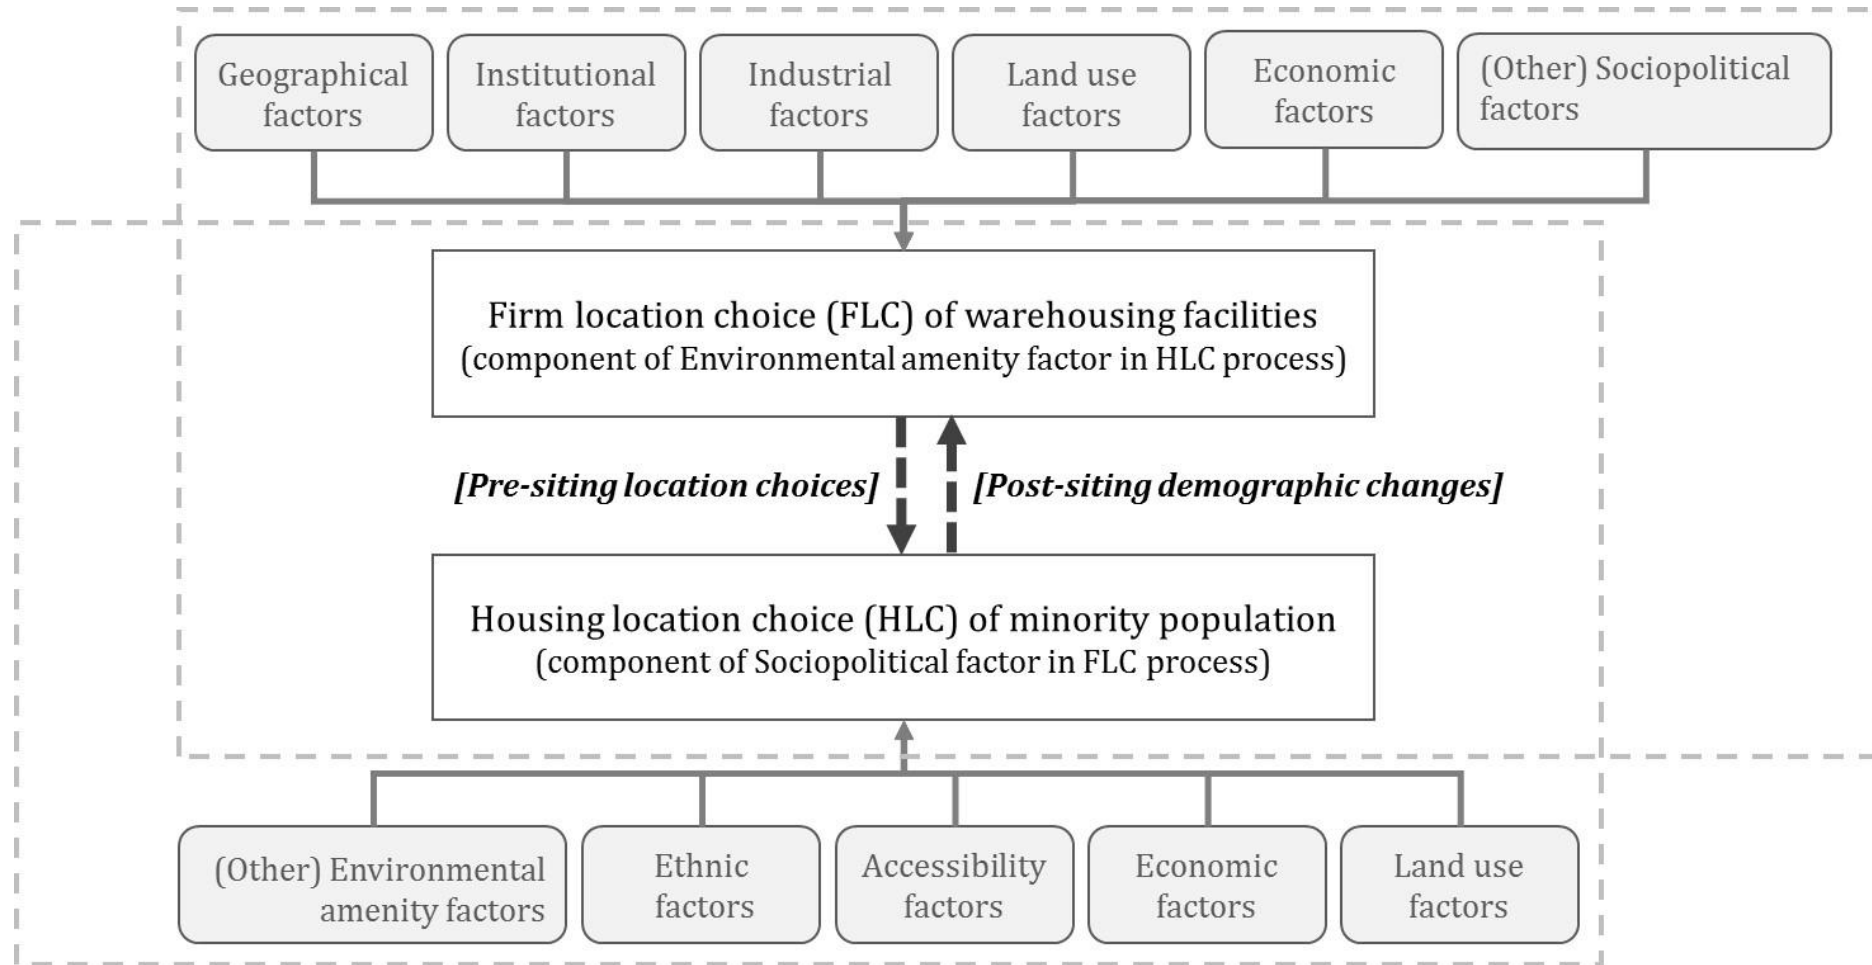 Geographical
factors
Institutional
factors
Industrial
factors
Land use
factors
Economic
factors
(Other) Sociopolitical
factors
Firm location choice (FLC) of warehousing facilities
(component of Environmental amenity factor in HLC process)
[Pre-siting location choices]
[Post-siting demographic changes]
Housing location choice (HLC) of minority population
(component of Sociopolitical factor in FLC process)
(Other) Environmental
amenity factors
Ethnic
factors
Accessibility
factors
Economic
factors
Land use
factors